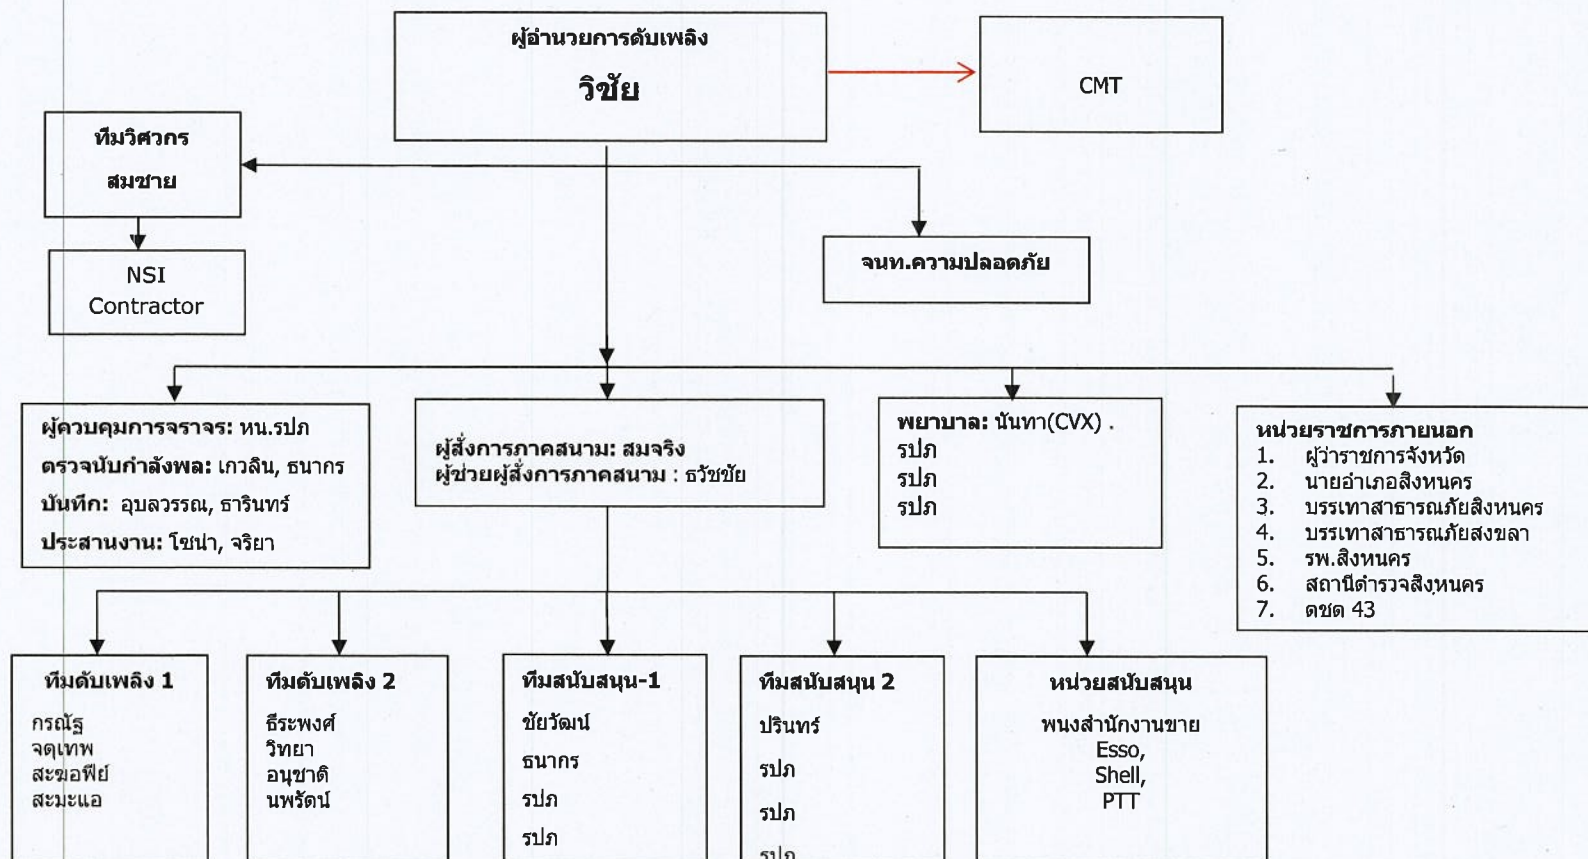 ผู้อำนวยการดับเพลิง
วิชัย
CMT
ทีมวิศวกร
สมชาย
NSI
Contractor
จนท.ความปลอดภัย
ผู้ควบคุมการจราจร: หน.รปภ
ตรวจนับกำลังพล: เกวลิน, ธนากร
บันทึก: อุบลวรรณ, ธารินทร์
ประสานงาน: โซน่า, จริยา
ผู้สั่งการภาคสนาม: สมจริง
ผู้ช่วยผู้สั่งการภาคสนาม : ธวัชชัย
พยาบาล: นันทา(CVX) .
รปภ
รปภ
รปภ
หน่วยราชการภายนอก
1. ผู้ว่าราชการจังหวัด
2. นายอำเภอสิงหนคร
3. บรรเทาสาธารณภัยสิงหนคร
4. บรรเทาสาธารณภัยสงขลา
5. รพ.สิงหนคร
6. สถานีตำรวจสิงหนคร
7. ตชด 43
ทีมดับเพลิง 1
กรณัฐ
จตุเทพ
สะฆอฟีย์
สะมะแอ
ทีมดับเพลิง 2
ธีระพงศ์
วิทยา
อนุชาติ
นพรัตน์
ทีมสนับสนุน-1
ชัยวัฒน์
ธนากร
รปภ
รปภ
ทีมสนับสนุน 2
ปรินทร์
รปภ
รปภ
รปภ
หน่วยสนับสนุน
พนงสำนักงานขาย
Esso,
Shell,
PTT